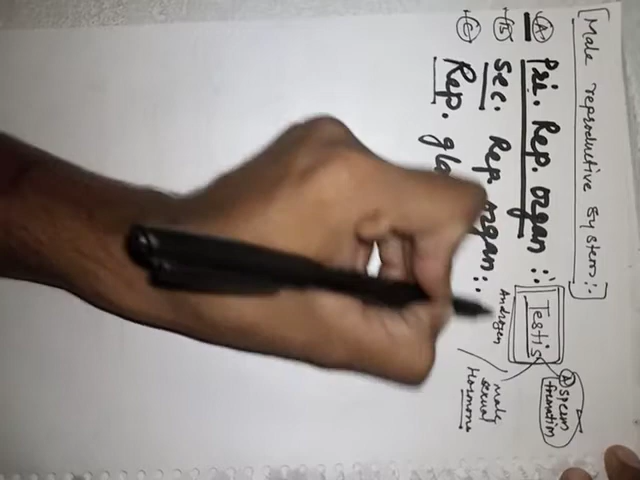 [Male reproductive system:-]
(A) Pri. Rep. organ :- Testis
(A) Sperm
formation
Androgen
male
sexual
Hormone
(B) Sec. Rep. organ :-
(C) Rep.